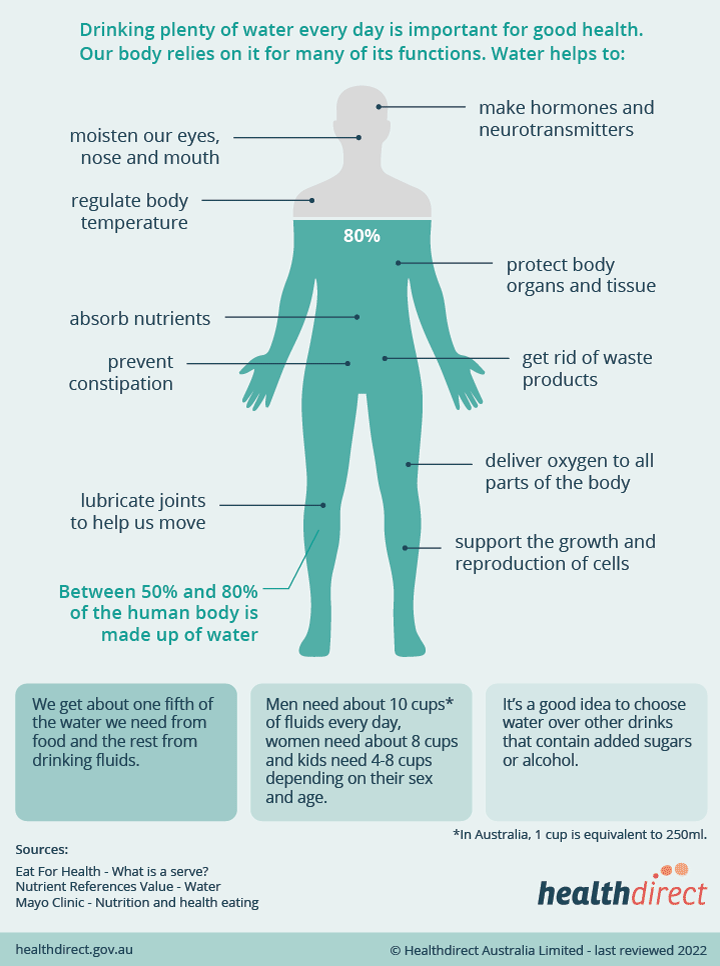 Drinking plenty of water every day is important for good health.
Our body relies on it for many of its functions. Water helps to:
make hormones and
neurotransmitters
moisten our eyes,
nose and mouth
regulate body
temperature
80%
protect body
organs and tissue
absorb nutrients
prevent
constipation
get rid of waste
products
deliver oxygen to all
parts of the body
lubricate joints
to help us move
support the growth and
reproduction of cells
Between 50% and 80%
of the human body is
made up of water
We get about one fifth of
the water we need from
food and the rest from
drinking fluids.
Men need about 10 cups*
of fluids every day,
women need about 8 cups
and kids need 4-8 cups
depending on their sex
and age.
It's a good idea to choose
water over other drinks
that contain added sugars
or alcohol.
*In Australia, 1 cup is equivalent to 250ml.
Sources:
Eat For Health - What is a serve?
Nutrient References Value - Water
Mayo Clinic - Nutrition and health eating
healthdirect
healthdirect.gov.au
© Healthdirect Australia Limited - last reviewed 2022